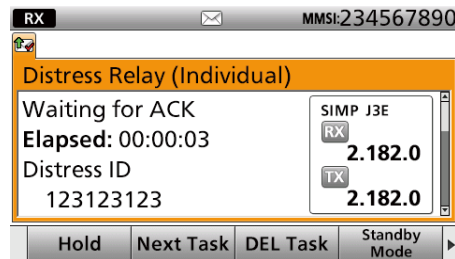 RX MMSI:234567890
Distress Relay (Individual)
Waiting for ACK
Elapsed: 00:00:03
Distress ID
123123123
SIMP J3E
RX
2.182.0
TX
2.182.0
Hold Next Task DEL Task Standby Mode